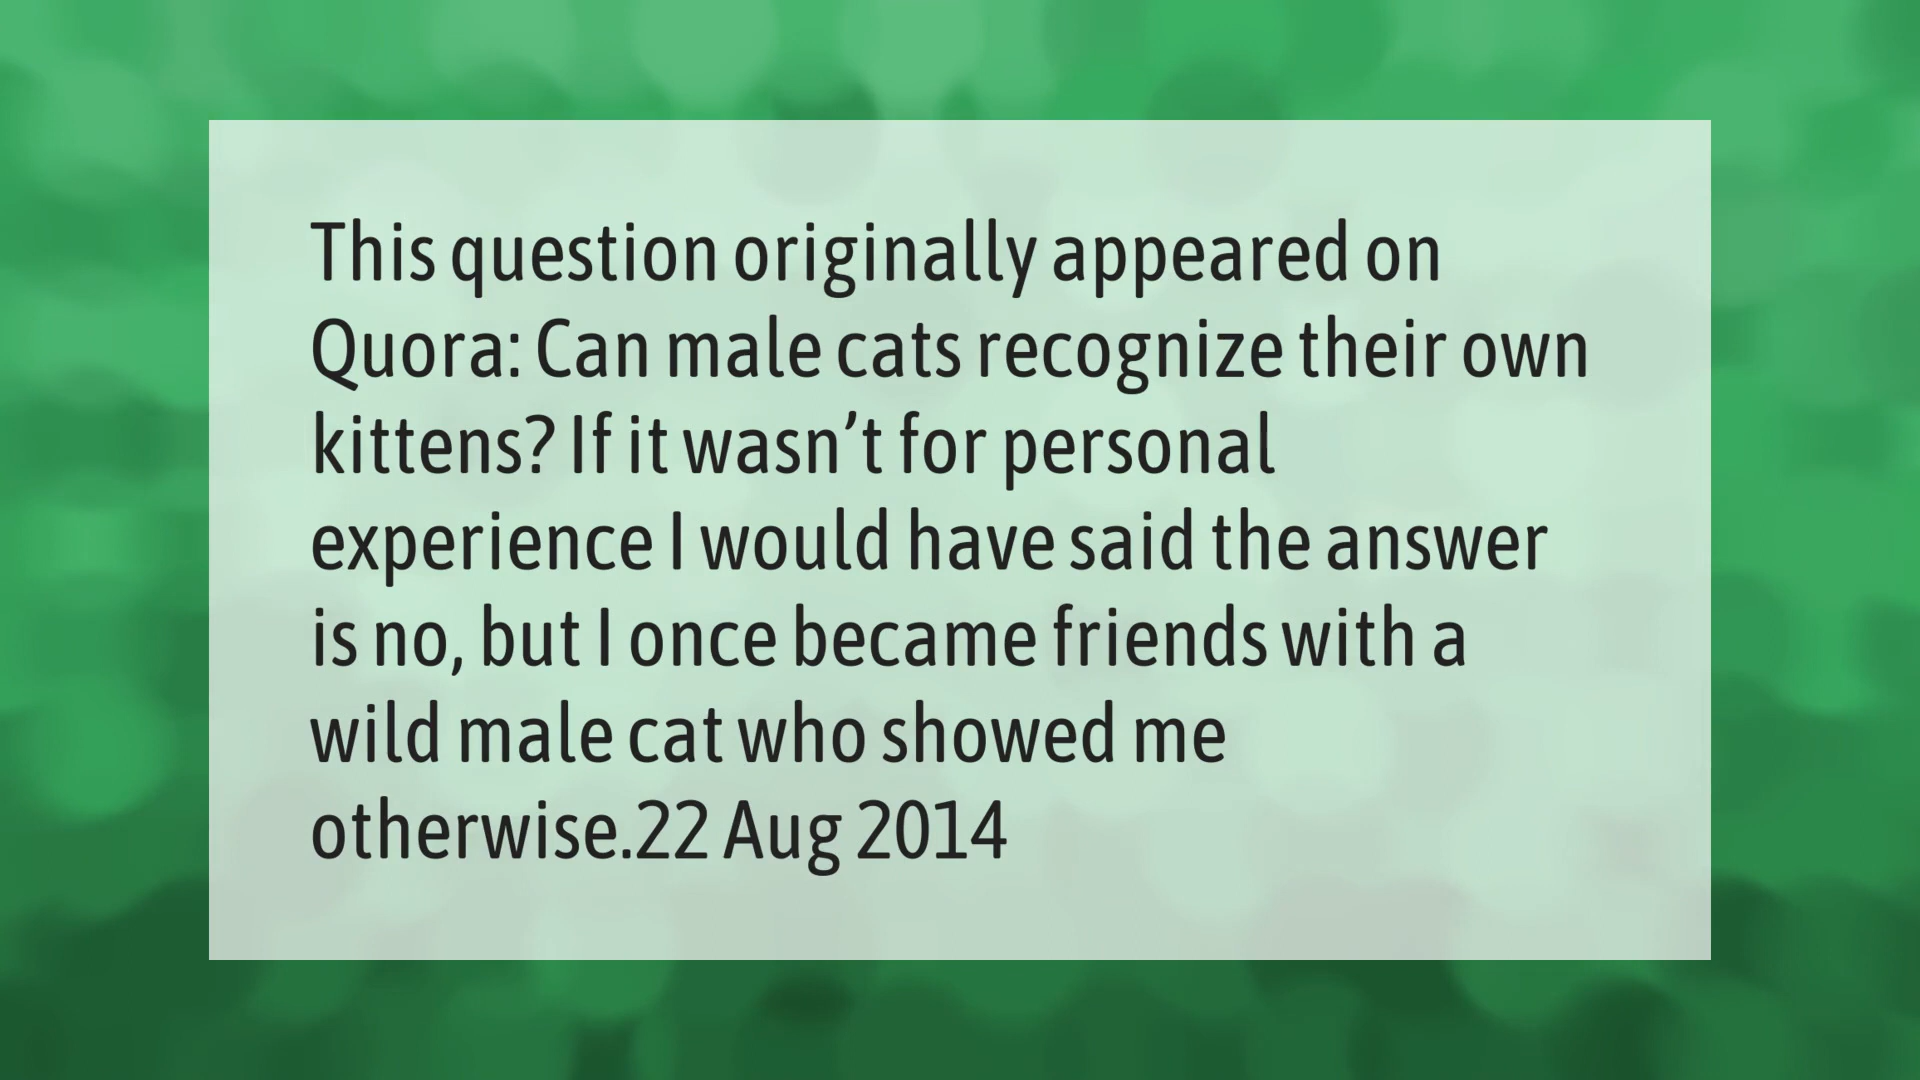 This question originally appeared on
Quora: Can male cats recognize their own
kittens? If it wasn’t for personal
experience I would have said the answer
is no, but I once became friends with a
wild male cat who showed me
otherwise.22 Aug 2014